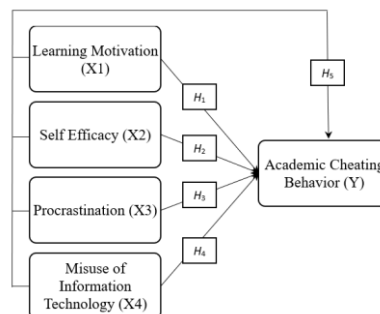 Learning Motivation
(X1)
H₁
H₅
Self Efficacy (X2)
H₂
Academic Cheating
Behavior (Y)
Procrastination (X3)
H₃
H₄
Misuse of
Information
Technology (X4)